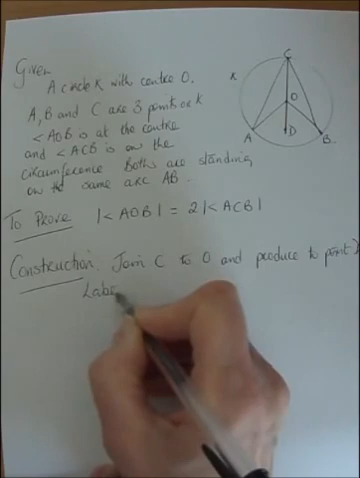 Given
A circle K with centre O.
A, B and C are 3 points on K
<AOB is at the centre
and <ACB is on the
circumference Both are standing
on the same arc AB.
To Prove |<AOB| = 2|<ACB|
Construction. Join C to O and produce to point D
Labe
C
K
O
A
D
B